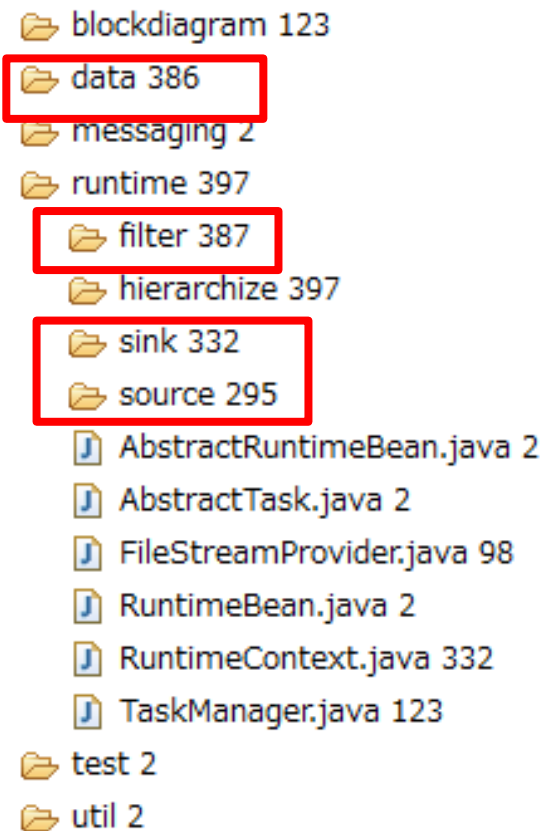 blockdiagram 123
data 386
messaging 2
runtime 397
filter 387
hierarchize 397
sink 332
source 295
AbstractRuntimeBean.java 2
AbstractTask.java 2
FileStreamProvider.java 98
RuntimeBean.java 2
RuntimeContext.java 332
TaskManager.java 123
test 2
util 2